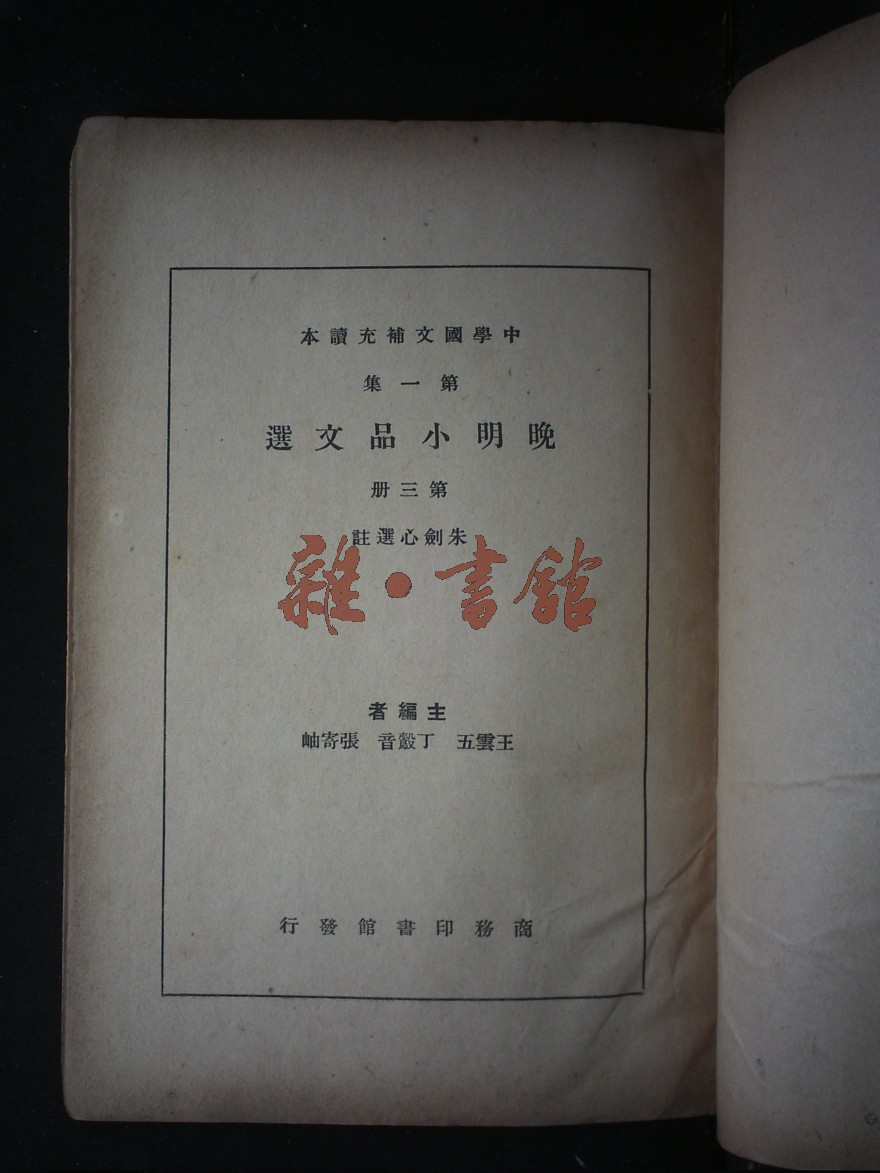 中學國文補充讀本
第一集
晚明小品文選
第三册
朱劍心選註
雜・書館
主編者
王雲五 丁轂音 張寄岫
商務印書館發行